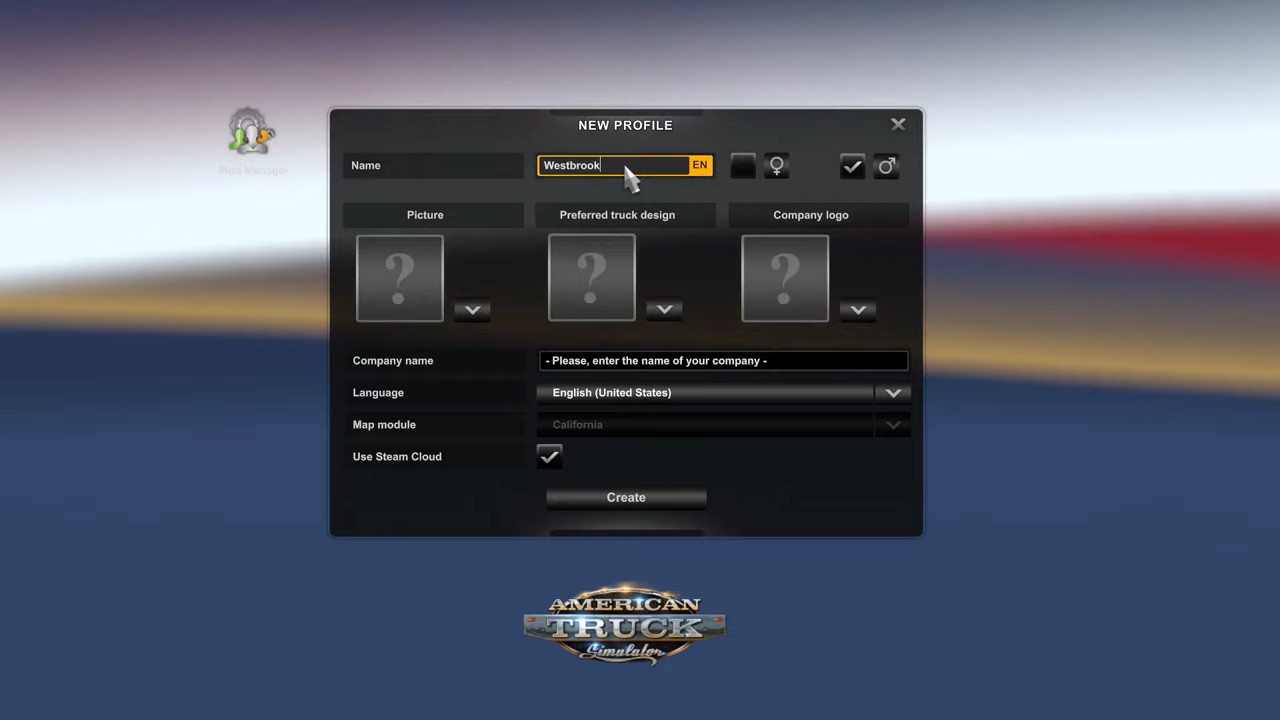 NEW PROFILE
Name
Westbrook
EN
Picture
Preferred truck design
Company logo
?
?
?
Company name
- Please, enter the name of your company -
Language
English (United States)
Map module
California
Use Steam Cloud
Create
AMERICAN
TRUCK
Simulator